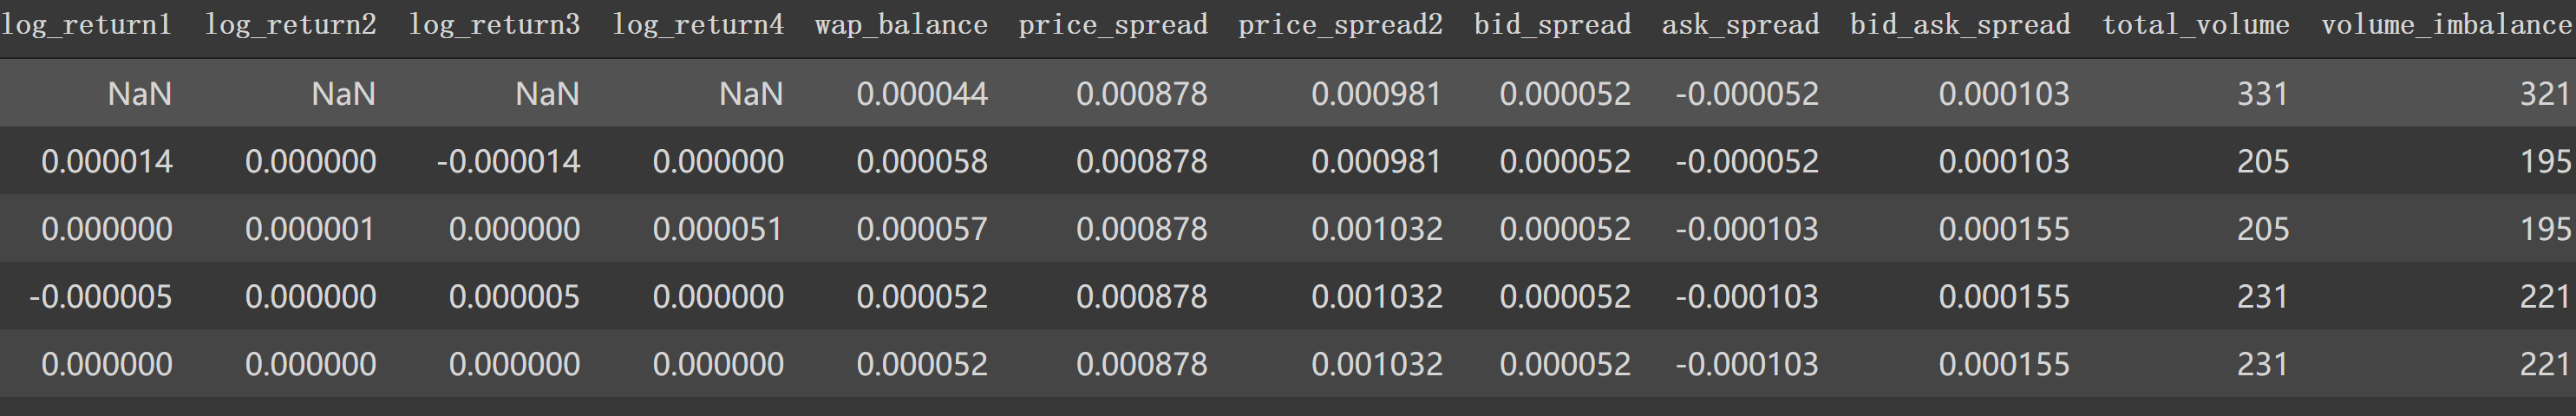 log_return1 log_return2 log_return3 log_return4 wap_balance price_spread price_spread2 bid_spread ask_spread bid_ask_spread total_volume volume_imbalance
NaN NaN NaN NaN 0.000044 0.000878 0.000981 0.000052 -0.000052 0.000103 331 321
0.000014 0.000000 -0.000014 0.000000 0.000058 0.000878 0.000981 0.000052 -0.000052 0.000103 205 195
0.000000 0.000001 0.000000 0.000051 0.000057 0.000878 0.001032 0.000052 -0.000103 0.000155 205 195
-0.000005 0.000000 0.000005 0.000000 0.000052 0.000878 0.001032 0.000052 -0.000103 0.000155 231 221
0.000000 0.000000 0.000000 0.000000 0.000052 0.000878 0.001032 0.000052 -0.000103 0.000155 231 221